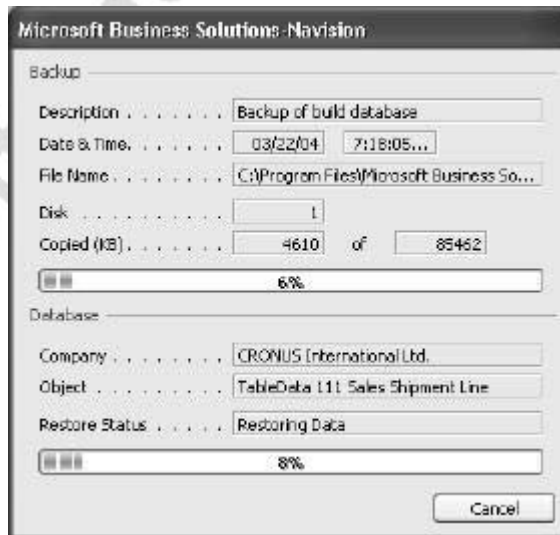 Microsoft Business Solutions-Navision
Backup
Description . . . . . . . Backup of build database
Date & Time. . . . . . . 03/22/04 7:18:05...
File Name . . . . . . . C:\Program Files\Microsoft Business So...
Disk . . . . . . . . . . 1
Copied (KB) . . . . . . . 4610 of 85462
6%
Database
Company . . . . . . . . CRONUS International Ltd.
Object . . . . . . . . . TableData 111 Sales Shipment Line
Restore Status . . . . . Restoring Data
8%
Cancel